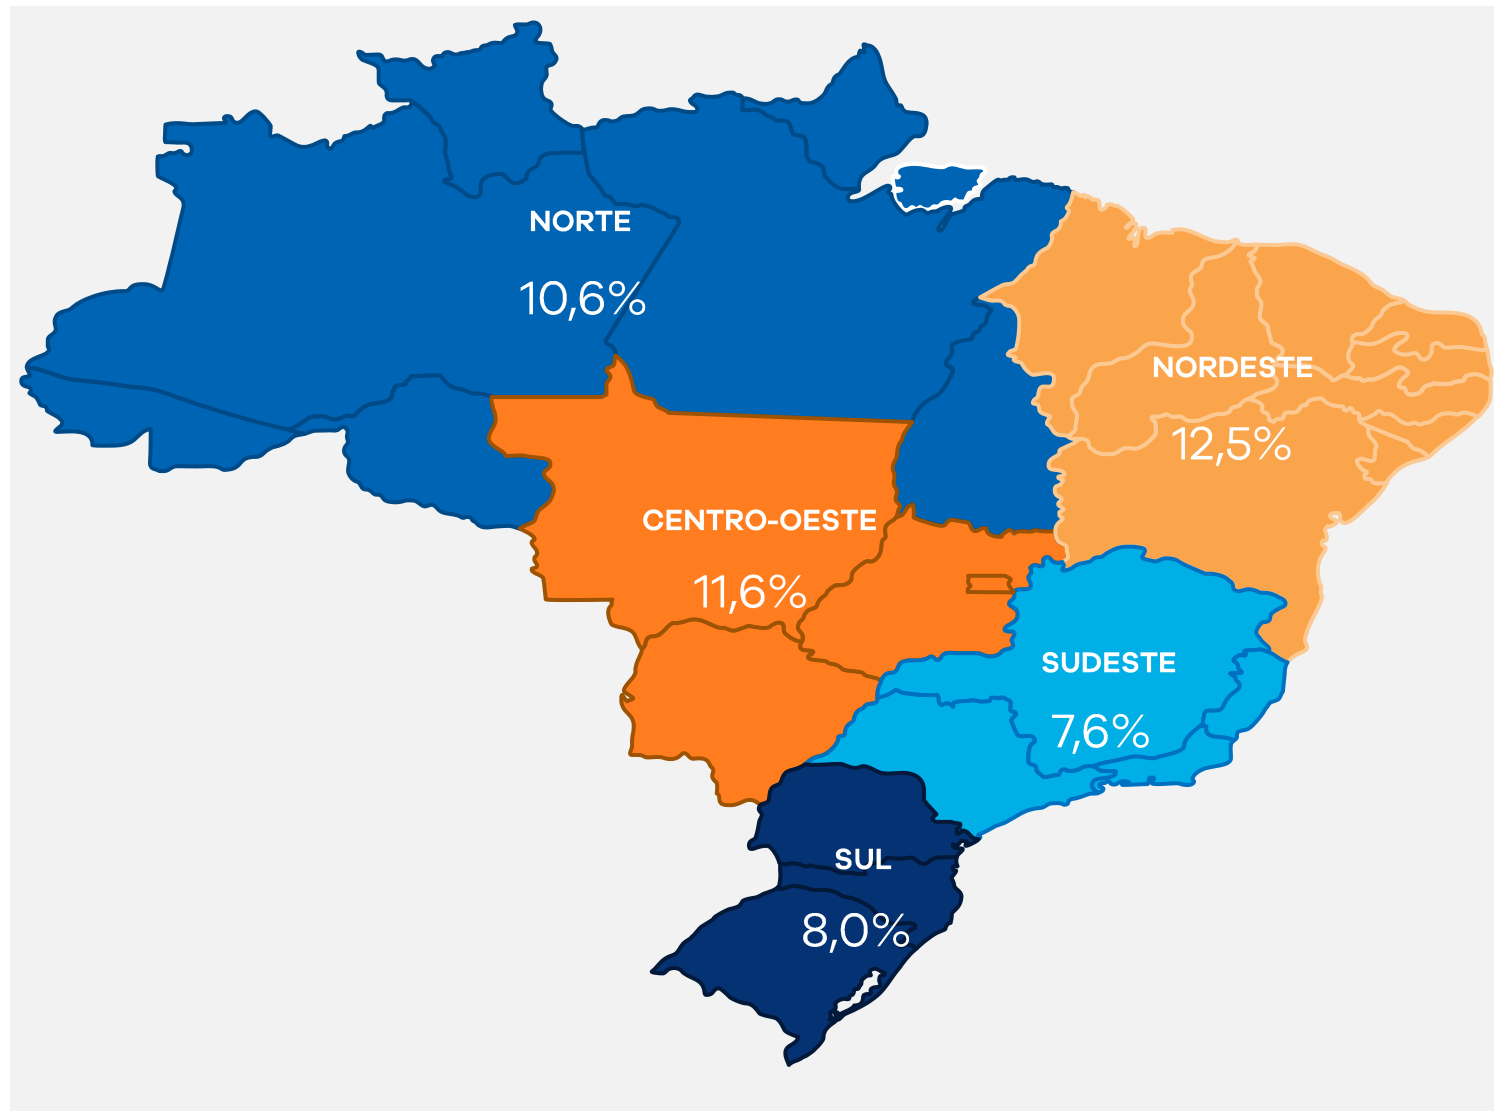 NORTE
10,6%
NORDESTE
12,5%
CENTRO-OESTE
11,6%
SUDESTE
7,6%
SUL
8,0%